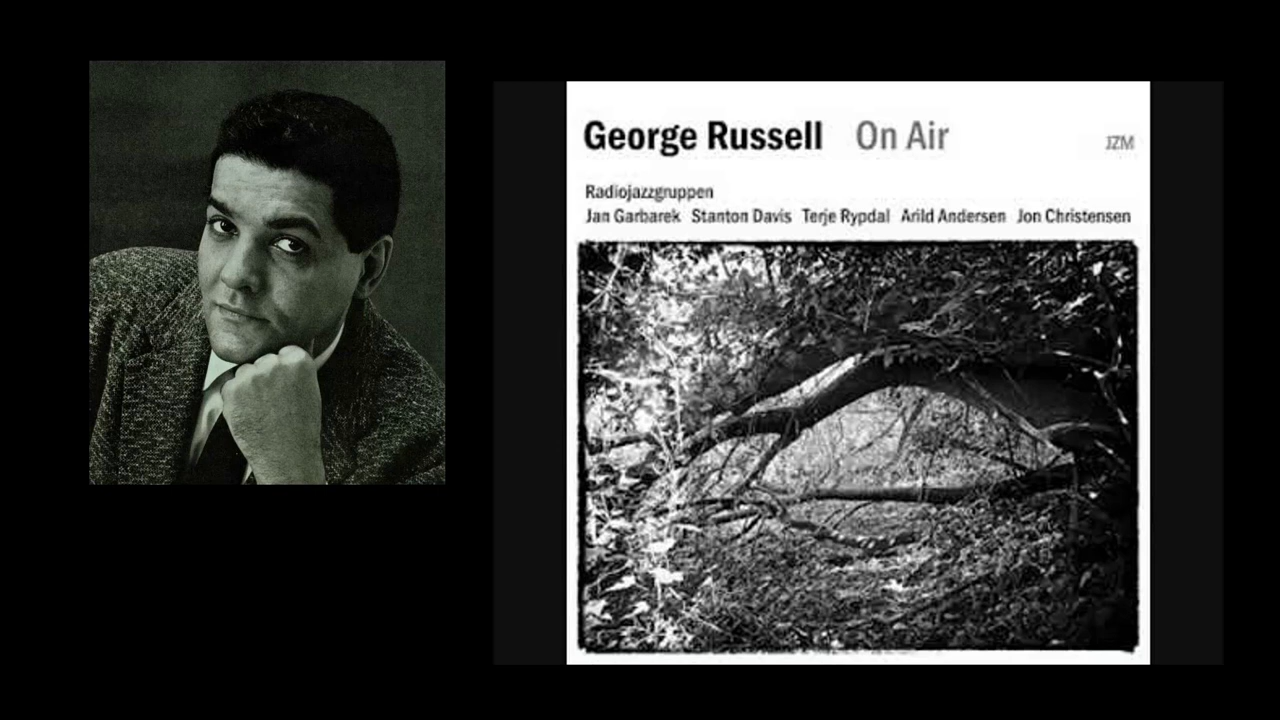 George Russell On Air JZM
Radiojazzgruppen
Jan Garbarek Stanton Davis Terje Rypdal Arild Andersen Jon Christensen